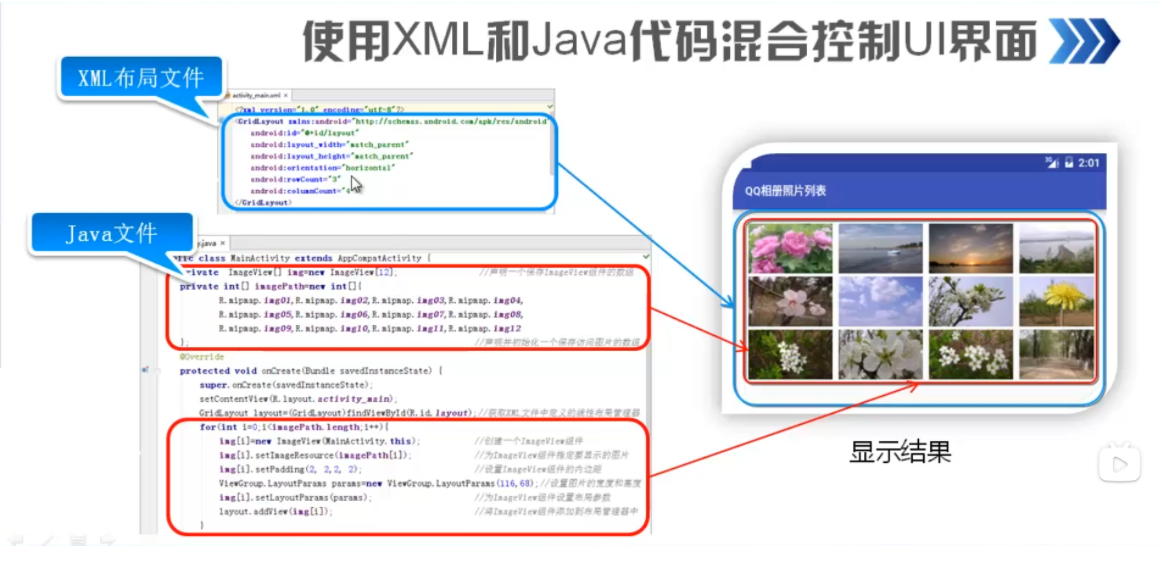 使用XML和Java代码混合控制UI界面
XML布局文件
activity_main.xml ×
<?xml version="1.0" encoding="utf-8"?>
<GridLayout xmlns:android="http://schemas.android.com/apk/res/android"
android:id="@+id/layout"
android:layout_width="match_parent"
android:layout_height="match_parent"
android:orientation="horizontal"
android:rowCount="3"
android:columnCount="4
</GridLayout>
Java文件
.java ×
class MainActivity extends AppCompatActivity {
private ImageView[] img=new ImageView[12]; //声明一个保存ImageView组件的数组
private int[] imagePath=new int[]{
R.mipmap.img01,R.mipmap.img02,R.mipmap.img03,R.mipmap.img04,
R.mipmap.img05,R.mipmap.img06,R.mipmap.img07,R.mipmap.img08,
R.mipmap.img09,R.mipmap.img10,R.mipmap.img11,R.mipmap.img12
}; //声明并初始化一个保存访问图片的数组
@Override
protected void onCreate(Bundle savedInstanceState) {
super.onCreate(savedInstanceState);
setContentView(R.layout.activity_main);
GridLayout layout=(GridLayout)findViewById(R.id.layout);//获取XML文件中定义的线性布局管理器
for(int i=0;i<imagePath.length;i++){
img[i]=new ImageView(MainActivity.this); //创建一个ImageView组件
img[i].setImageResource(imagePath[i]); //为ImageView组件指定要显示的图片
img[i].setPadding(2, 2,2, 2); //设置ImageView组件的内边距
ViewGroup.LayoutParams params=new ViewGroup.LayoutParams(116,68);//设置图片的宽度和高度
img[i].setLayoutParams(params); //为ImageView组件设置布局参数
layout.addView(img[i]); //将ImageView组件添加到布局管理器中
}
2:01
QQ相册照片列表
显示结果